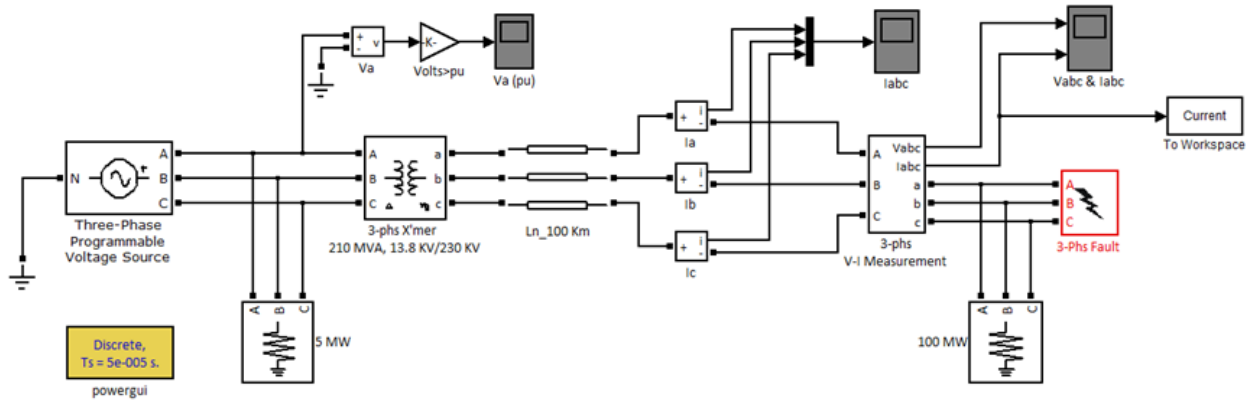 +
-
v
Va
-K-
Volts>pu
Va (pu)
Iabc
Vabc & Iabc
Current
To Workspace
N
A
B
C
Three-Phase
Programmable
Voltage Source
A
B
C
a
b
c
3-phs X'mer
210 MVA, 13.8 KV/230 KV
Ln_100 Km
+
i
-
Ia
+
i
-
Ib
+
i
-
Ic
A
B
C
Vabc
Iabc
a
b
c
3-phs
V-I Measurement
A
B
C
3-Phs Fault
A
B
C
5 MW
A
B
C
100 MW
Discrete,
Ts = 5e-005 s.
powergui